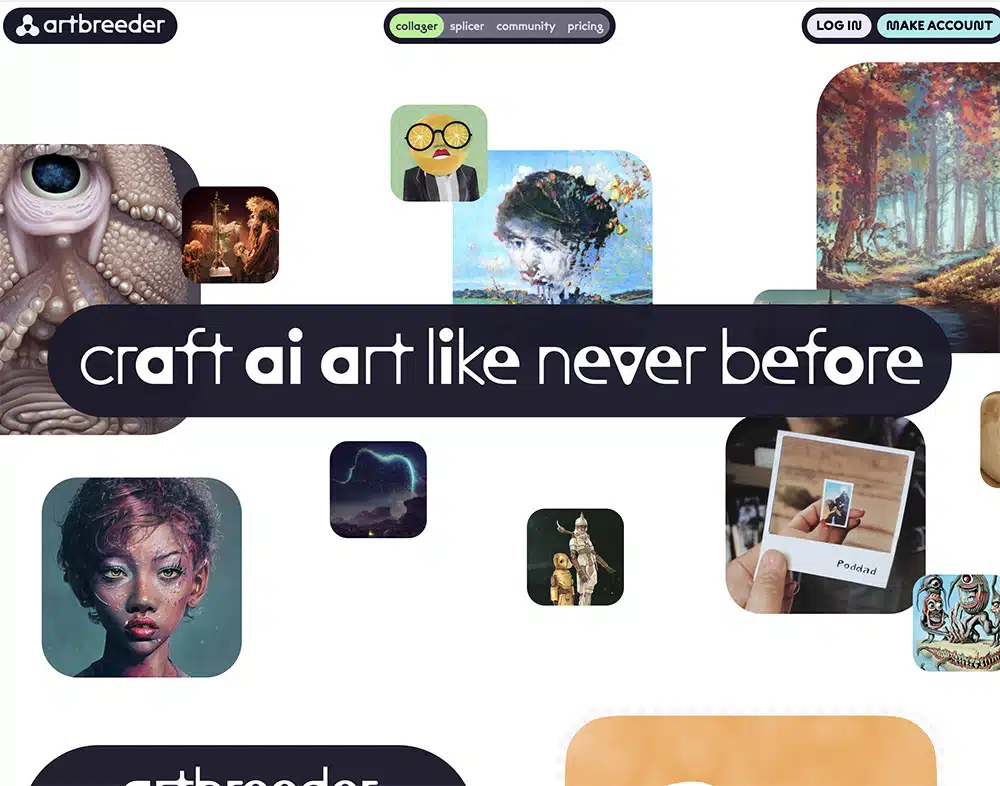 artbreeder
collager splicer community pricing
LOG IN MAKE ACCOUNT
craft ai art like never before
Poddad
artbreeder